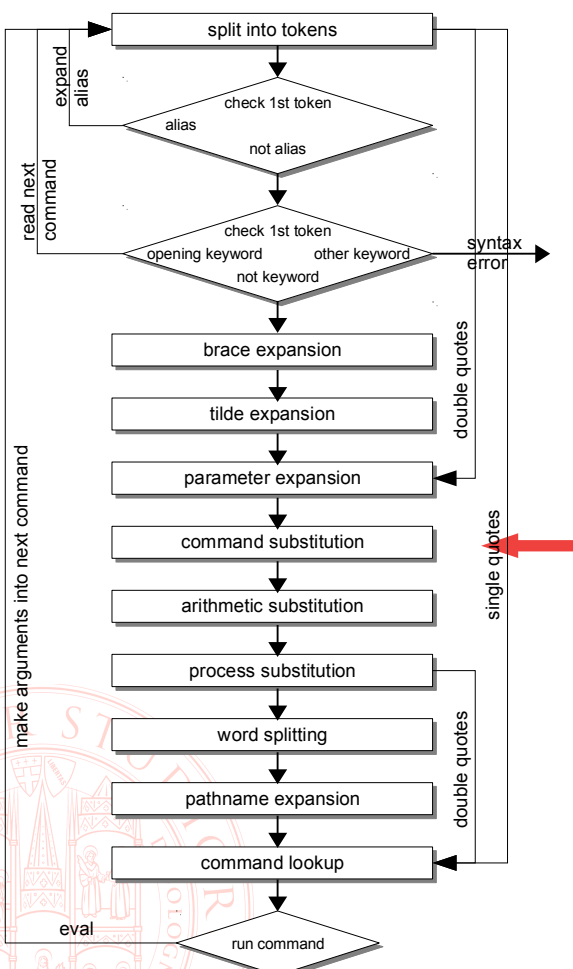 split into tokens
expand
alias
check 1st token
alias
not alias
read next
command
check 1st token
opening keyword
other keyword
not keyword
syntax
error
brace expansion
tilde expansion
double quotes
parameter expansion
command substitution
single quotes
make arguments into next command
arithmetic substitution
process substitution
word splitting
double quotes
pathname expansion
command lookup
eval
run command